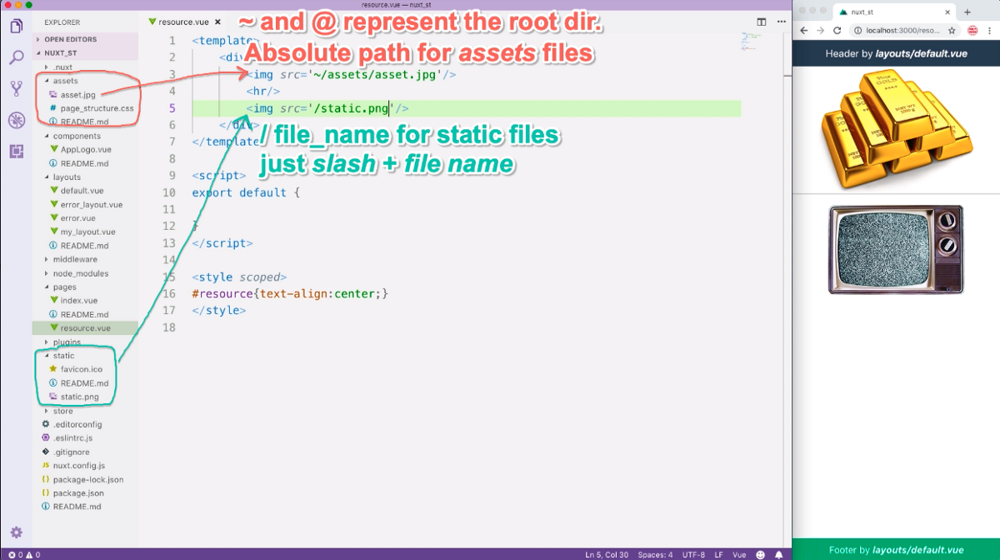 resource.vue — nuxt_st
EXPLORER
OPEN EDITORS
NUXT_ST
.nuxt
assets
asset.jpg
page_structure.css
README.md
components
AppLogo.vue
README.md
layouts
default.vue
error_layout.vue
error.vue
my_layout.vue
README.md
middleware
node_modules
pages
index.vue
README.md
resource.vue
plugins
static
favicon.ico
README.md
static.png
store
.editorconfig
.eslintrc.js
.gitignore
nuxt.config.js
package-lock.json
package.json
README.md
resource.vue
~ and @ represent the root dir.
Absolute path for assets files
1 <template>
2 <div
3 <img src='~/assets/asset.jpg'/>
4 <hr/>
5 <img src='/static.png'/>
6 </div>
7 </template
8
9 <script>
10 export default {
11
12 }
13 </script>
14
15 <style scoped>
16 #resource{text-align:center;}
17 </style>
18
/ file_name for static files
just slash + file name
0 0
Ln 5, Col 30 Spaces: 4 UTF-8 LF Vue
nuxt_st
localhost:3000/reso...
Header by layouts/default.vue
Footer by layouts/default.vue